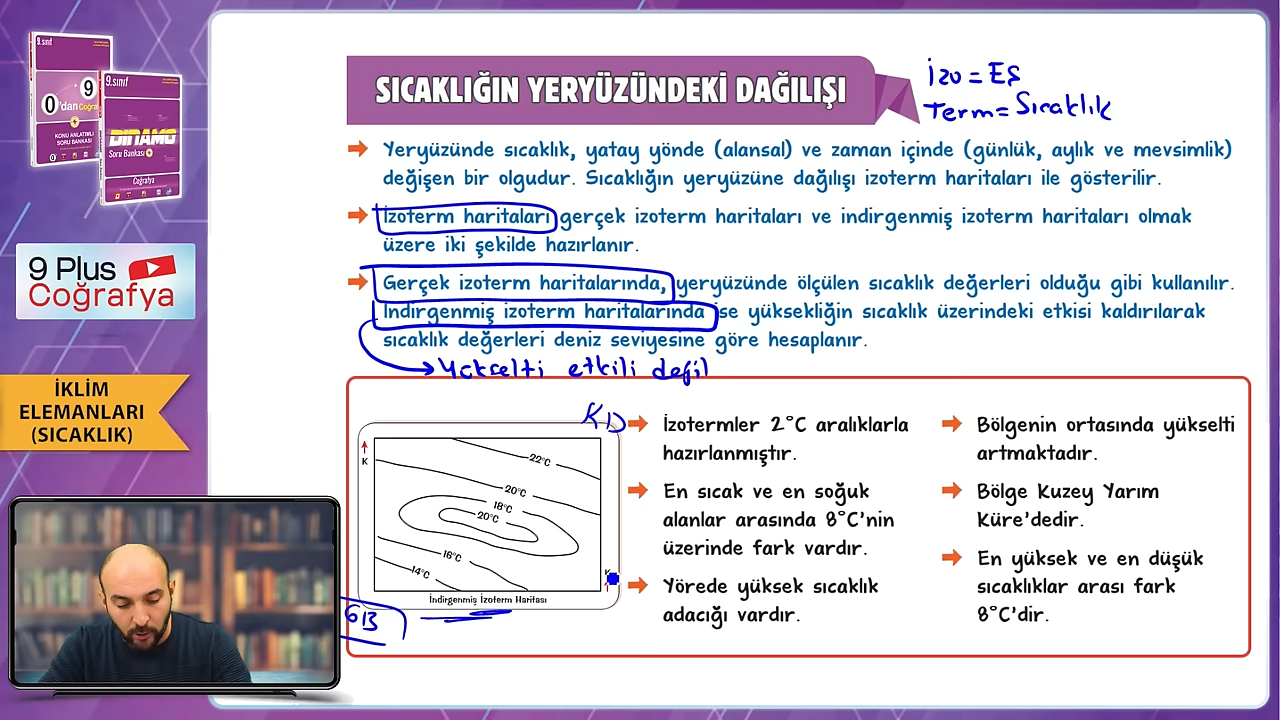 9.sınıf
0'dan Coğrafya
9
KONU ANLATIMLI
SORU BANKASI
9.sınıf
DİNAMO
Soru Bankası
Coğrafya
9 Plus
Coğrafya
İKLİM
ELEMANLARI
(SICAKLIK)
SICAKLIĞIN YERYÜZÜNDEKİ DAĞILIŞI
İzo = Eş
Term = Sıcaklık
Yeryüzünde sıcaklık, yatay yönde (alansal) ve zaman içinde (günlük, aylık ve mevsimlik)
değişen bir olgudur. Sıcaklığın yeryüzüne dağılışı izoterm haritaları ile gösterilir.
İzoterm haritaları gerçek izoterm haritaları ve indirgenmiş izoterm haritaları olmak
üzere iki şekilde hazırlanır.
Gerçek izoterm haritalarında, yeryüzünde ölçülen sıcaklık değerleri olduğu gibi kullanılır.
İndirgenmiş izoterm haritalarında ise yüksekliğin sıcaklık üzerindeki etkisi kaldırılarak
sıcaklık değerleri deniz seviyesine göre hesaplanır.
Yükselti etkili değil
KD
K
22°C
20°C
18°C
20°C
16°C
14°C
İndirgenmiş İzoterm Haritası
GB
İzotermler 2°C aralıklarla
hazırlanmıştır.
En sıcak ve en soğuk
alanlar arasında 8°C'nin
üzerinde fark vardır.
Yörede yüksek sıcaklık
adacığı vardır.
Bölgenin ortasında yükselti
artmaktadır.
Bölge Kuzey Yarım
Küre'dedir.
En yüksek ve en düşük
sıcaklıklar arası fark
8°C'dir.